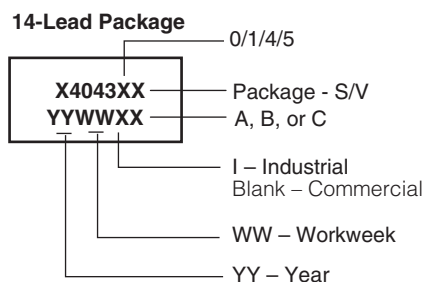 14-Lead Package
0/1/4/5
X4043XX
Package - S/V
YYWWXX
A, B, or C
I – Industrial
Blank – Commercial
WW – Workweek
YY – Year